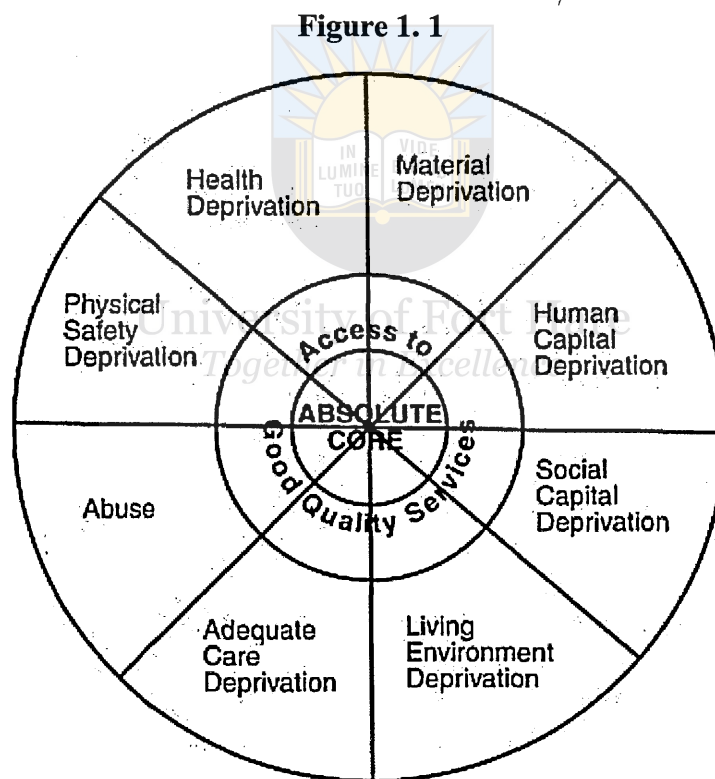 Figure 1. 1
IN
LUMINE
TUO
VIDE
Health
Deprivation
Material
Deprivation
Physical
Safety
Deprivation
Human
Capital
Deprivation
University of Fort Hare
Together in Excellence
Access to
ABSOLUTE
CORE
Good Quality Services
Abuse
Social
Capital
Deprivation
Adequate
Care
Deprivation
Living
Environment
Deprivation